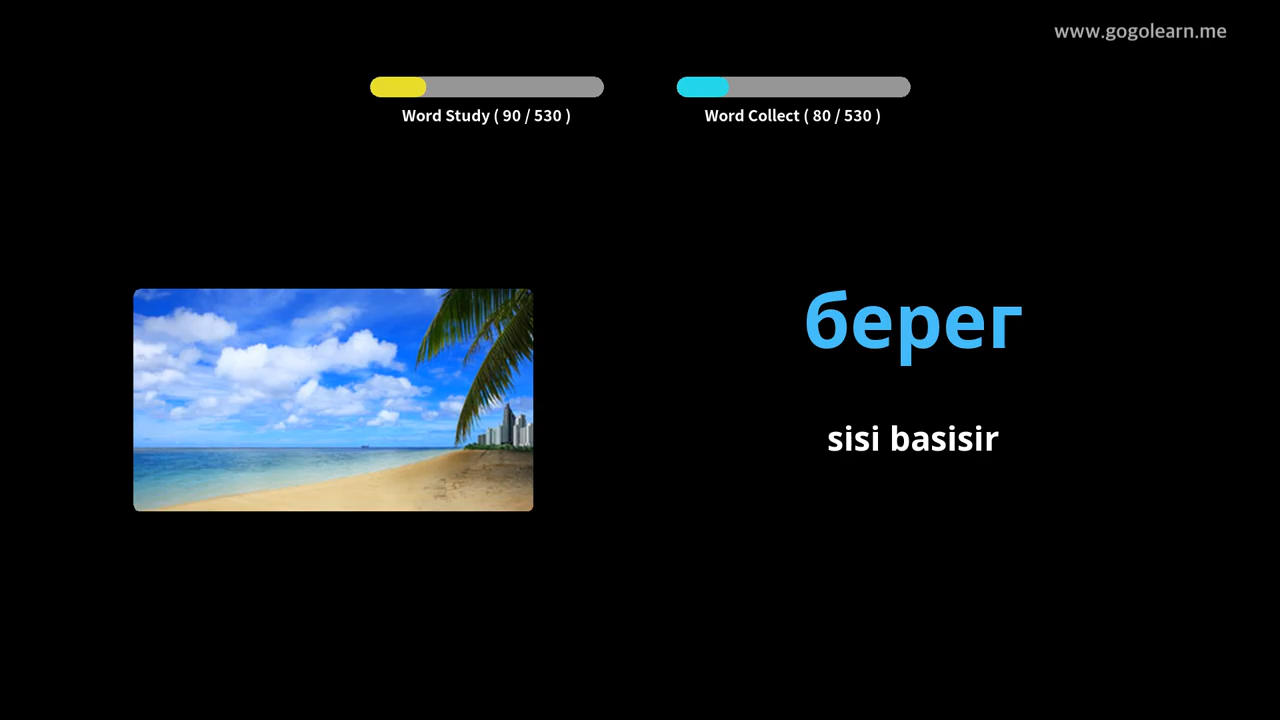 www.gogolearn.me
Word Study ( 90 / 530 )
Word Collect ( 80 / 530 )
берег
sisi basisir